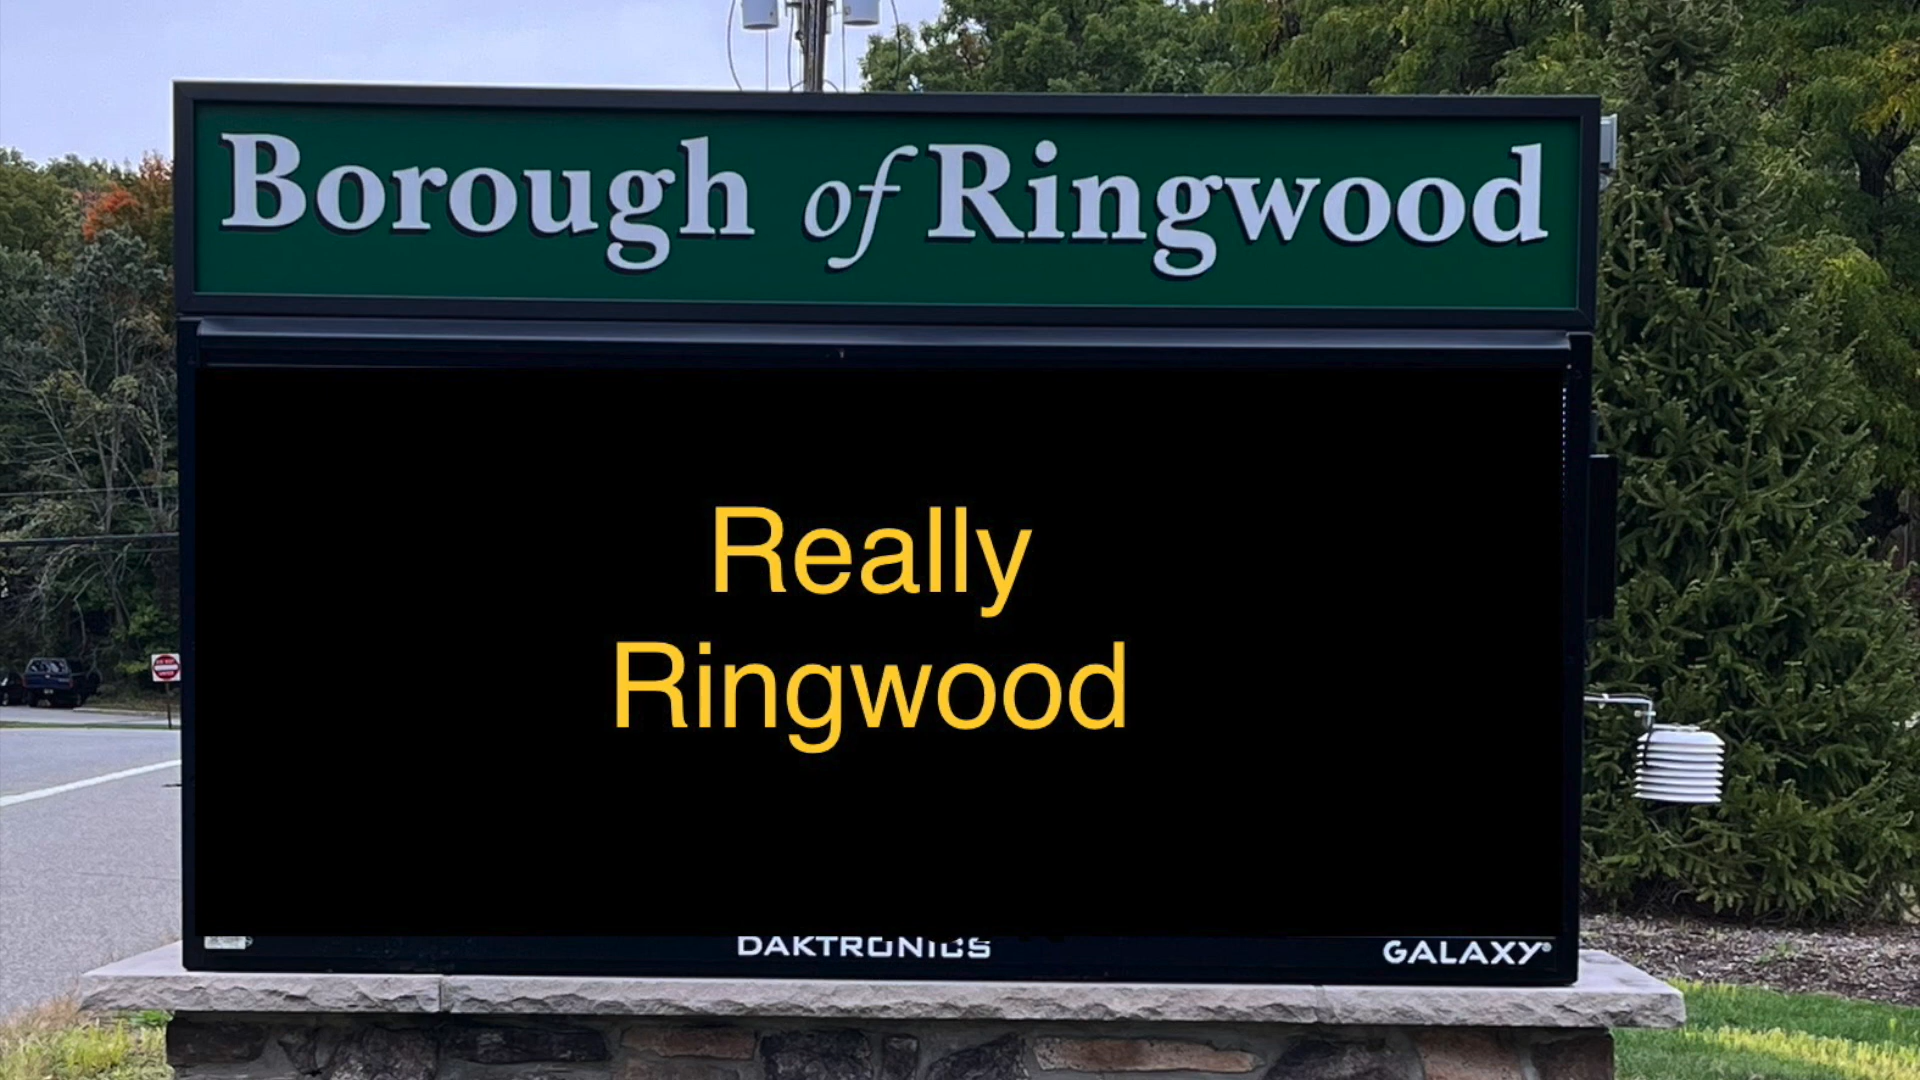 Borough of Ringwood
Really
Ringwood
DAKTRONICS
GALAXY®